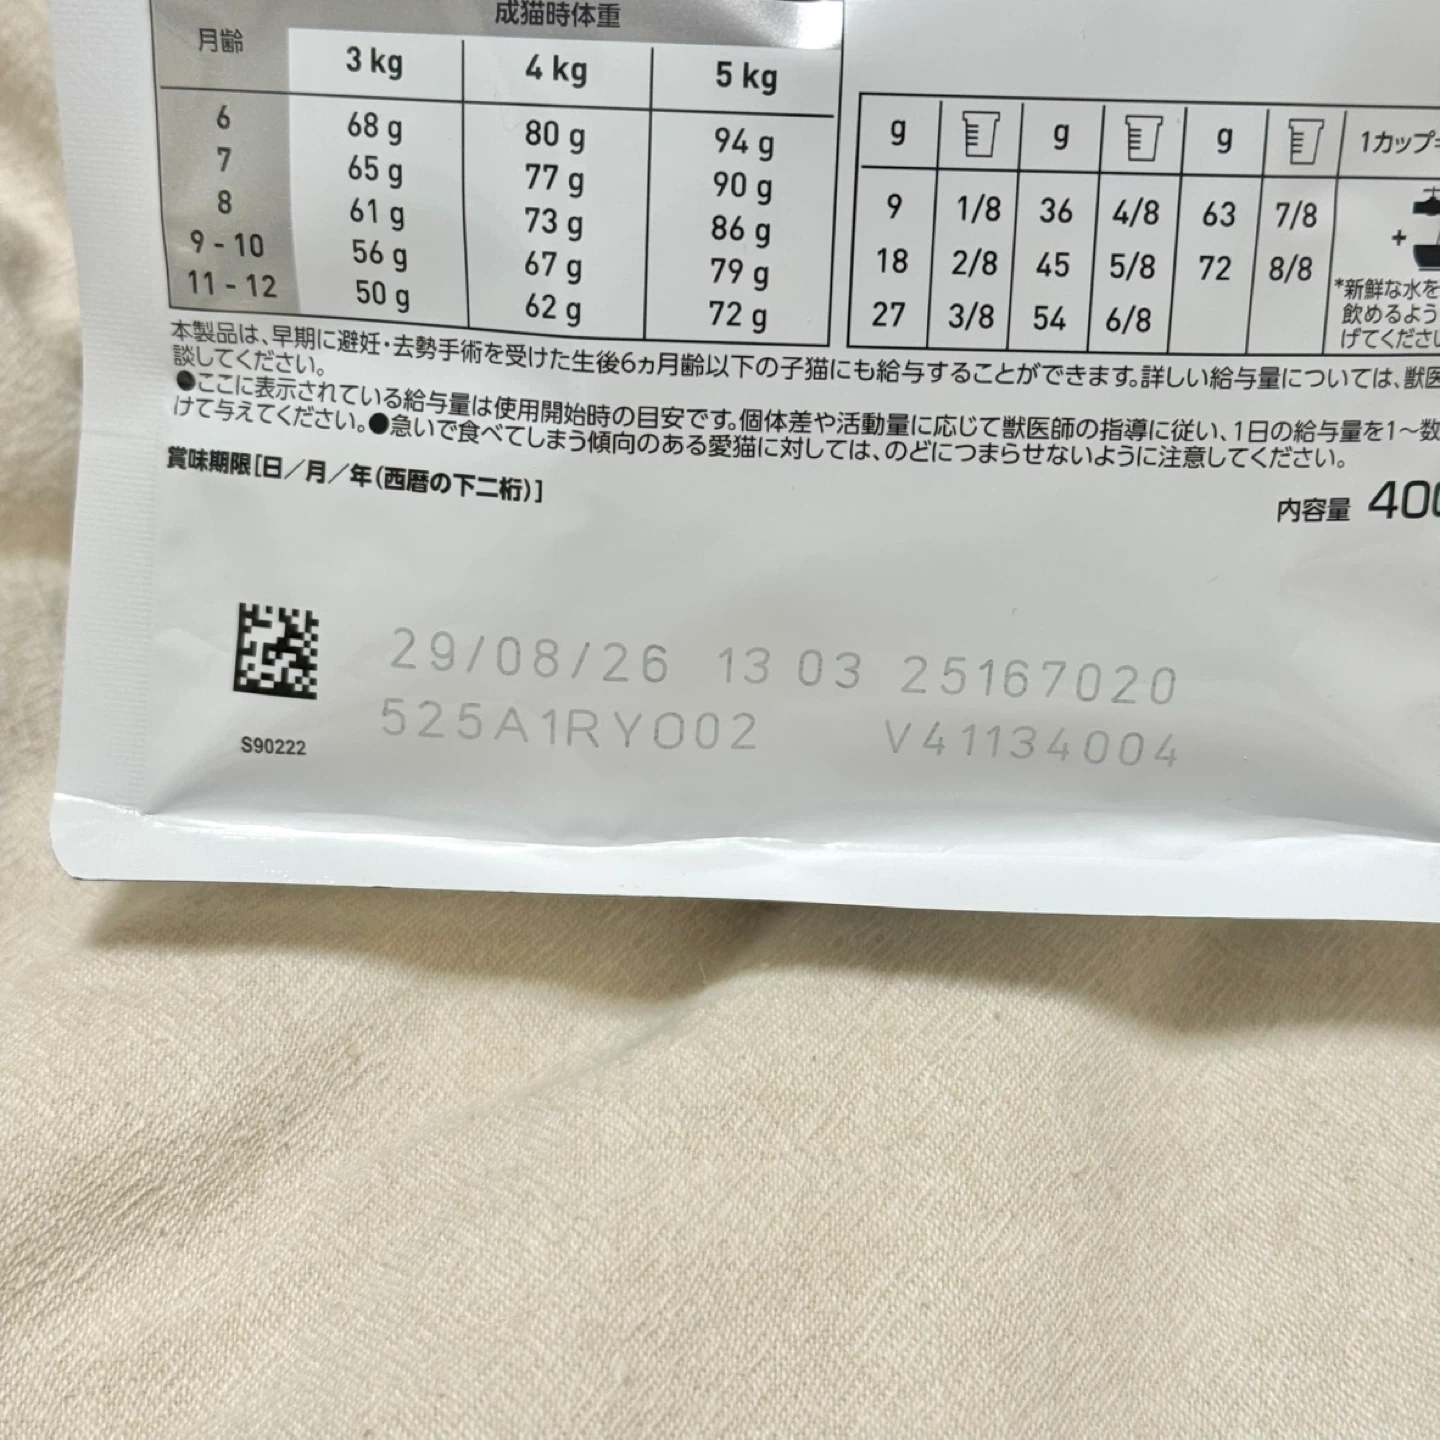 成猫時体重
月齢 3 kg 4 kg 5 kg
6 68 g 80 g 94 g
7 65 g 77 g 90 g
8 61 g 73 g 86 g
9 - 10 56 g 67 g 79 g
11 - 12 50 g 62 g 72 g
g g g 1カップ=
9 1/8 36 4/8 63 7/8
18 2/8 45 5/8 72 8/8
27 3/8 54 6/8
+
*新鮮な水を
飲めるよう
げてください
本製品は、早期に避妊・去勢手術を受けた生後6ヵ月齢以下の子猫にも給与することができます。詳しい給与量については、獣医
談してください。
●ここに表示されている給与量は使用開始時の目安です。個体差や活動量に応じて獣医師の指導に従い、1日の給与量を1～数
けて与えてください。●急いで食べてしまう傾向のある愛猫に対しては、のどにつまらせないように注意してください。
賞味期限[日/月/年(西暦の下二桁)]
内容量 400
29/08/26 13 03 25167020
525A1RYO02 V41134004
S90222